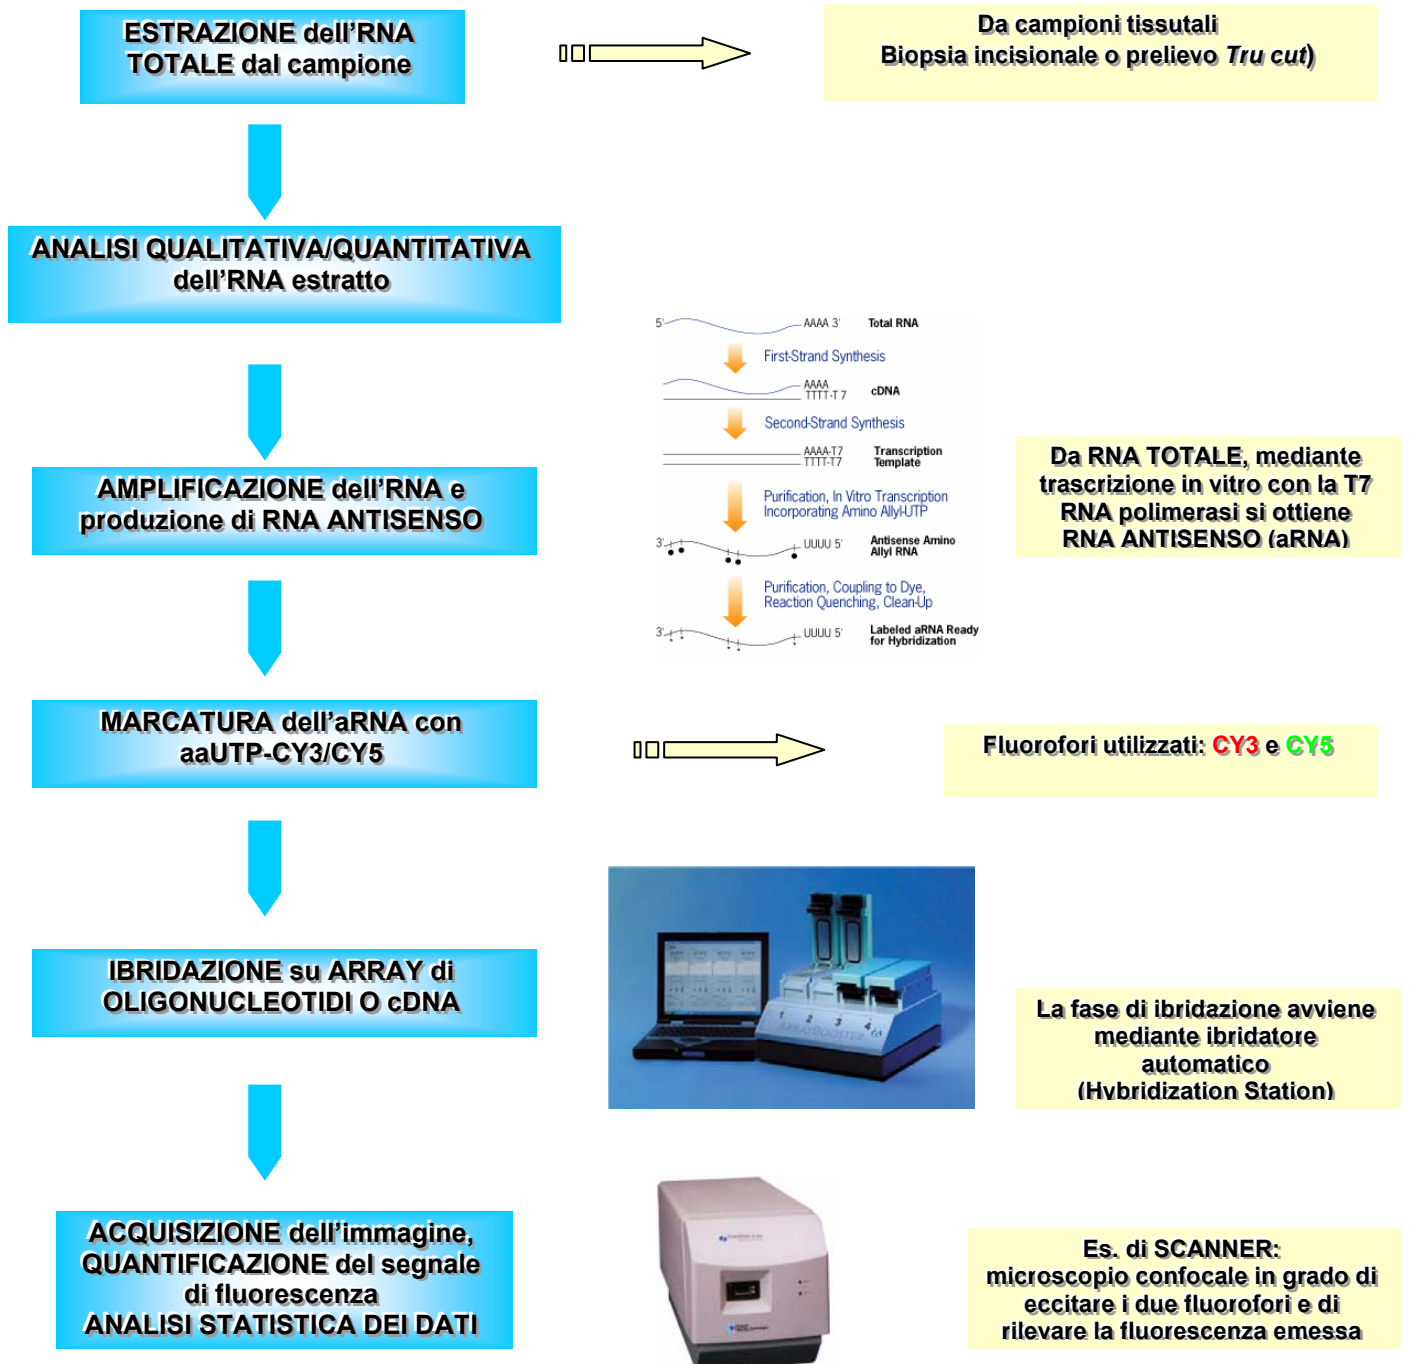 ESTRAZIONE dell'RNA
TOTALE dal campione
Da campioni tissutali
Biopsia incisionale o prelievo Tru cut)
ANALISI QUALITATIVA/QUANTITATIVA
dell'RNA estratto
5' AAAA 3' Total RNA
First-Strand Synthesis
AAAA
TTTT-T 7 cDNA
Second-Strand Synthesis
AAAA-T7 Transcription
TTTT-T7 Template
Purification, In Vitro Transcription
Incorporating Amino Allyl-UTP
3' UUUU 5' Antisense Amino
Allyl RNA
Purification, Coupling to Dye,
Reaction Quenching, Clean-Up
3' UUUU 5' Labeled aRNA Ready
for Hybridization
AMPLIFICAZIONE dell'RNA e
produzione di RNA ANTISENSO
Da RNA TOTALE, mediante
trascrizione in vitro con la T7
RNA polimerasi si ottiene
RNA ANTISENSO (aRNA)
MARCATURA dell'aRNA con
aaUTP-CY3/CY5
Fluorofori utilizzati: CY3 e CY5
IBRIDAZIONE su ARRAY di
OLIGONUCLEOTIDI O cDNA
1 2 3 4
ARRAYBOOSTER
La fase di ibridazione avviene
mediante ibridatore
automatico
(Hybridization Station)
ACQUISIZIONE dell'immagine,
QUANTIFICAZIONE del segnale
di fluorescenza
ANALISI STATISTICA DEI DATI
Es. di SCANNER:
microscopio confocale in grado di
eccitare i due fluorofori e di
rilevare la fluorescenza emessa